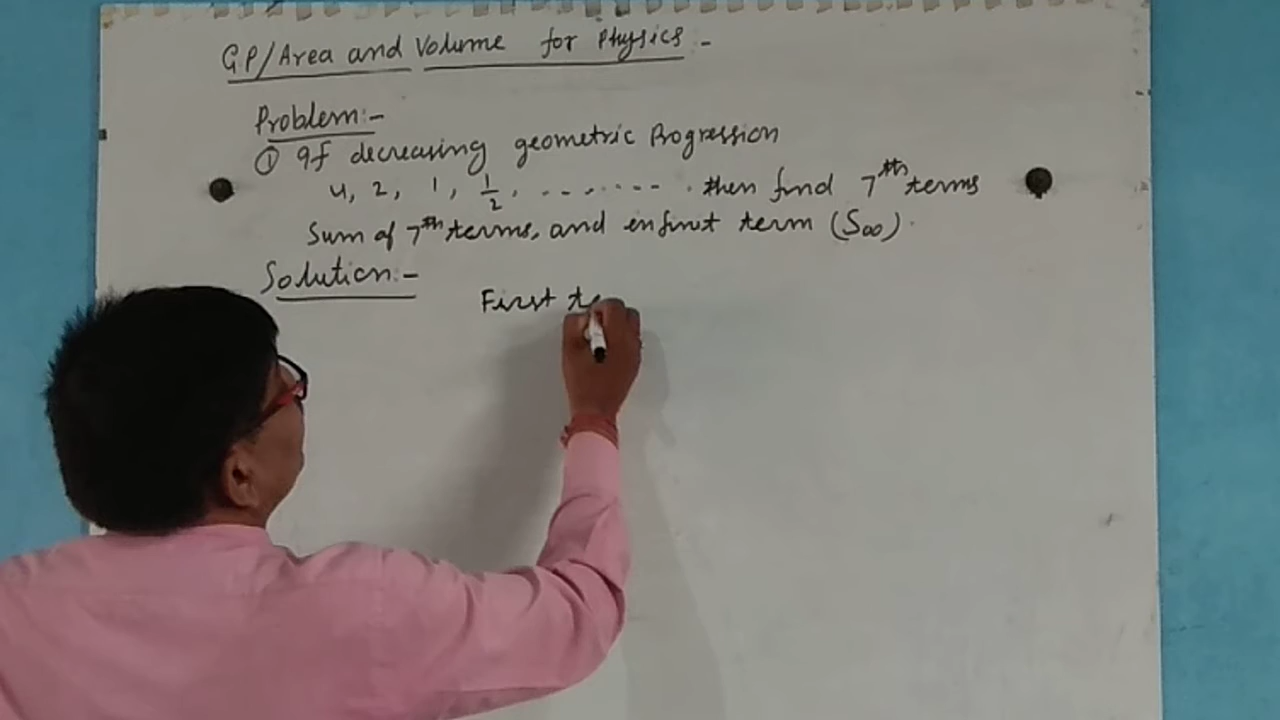 GP/Area and Volume for Physics -
Problem:-
① If decreasing geometric Progression
4, 2, 1, 1/2, ........ then find 7th terms
Sum of 7th terms, and infinit term (S∞).
Solution:-
First te